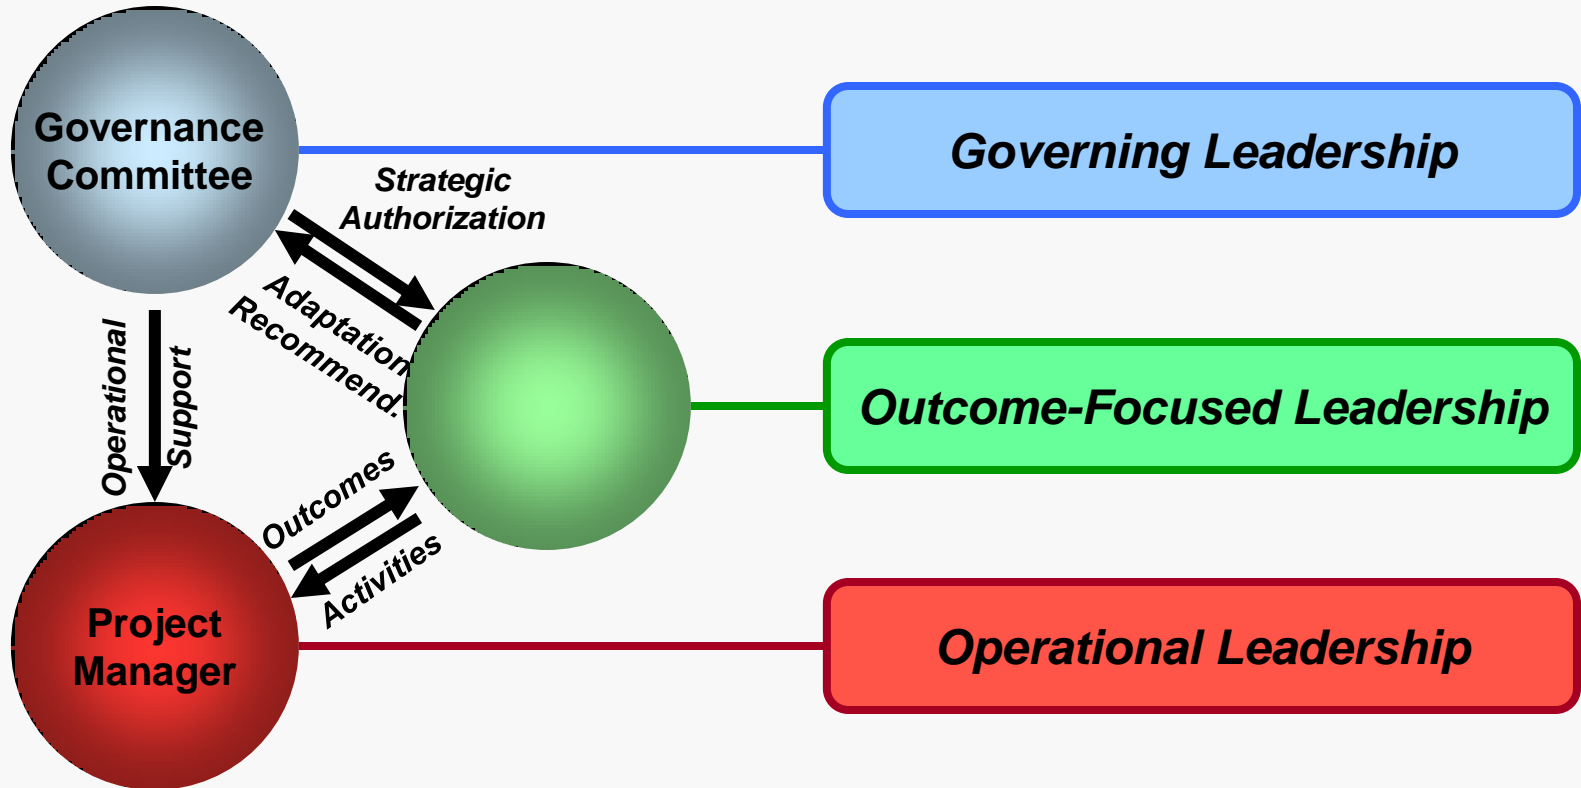 Governance
Committee
Governing Leadership
Strategic
Authorization
Adaptation
Recommend.
Operational
Support
Outcome-Focused Leadership
Outcomes
Activities
Project
Manager
Operational Leadership